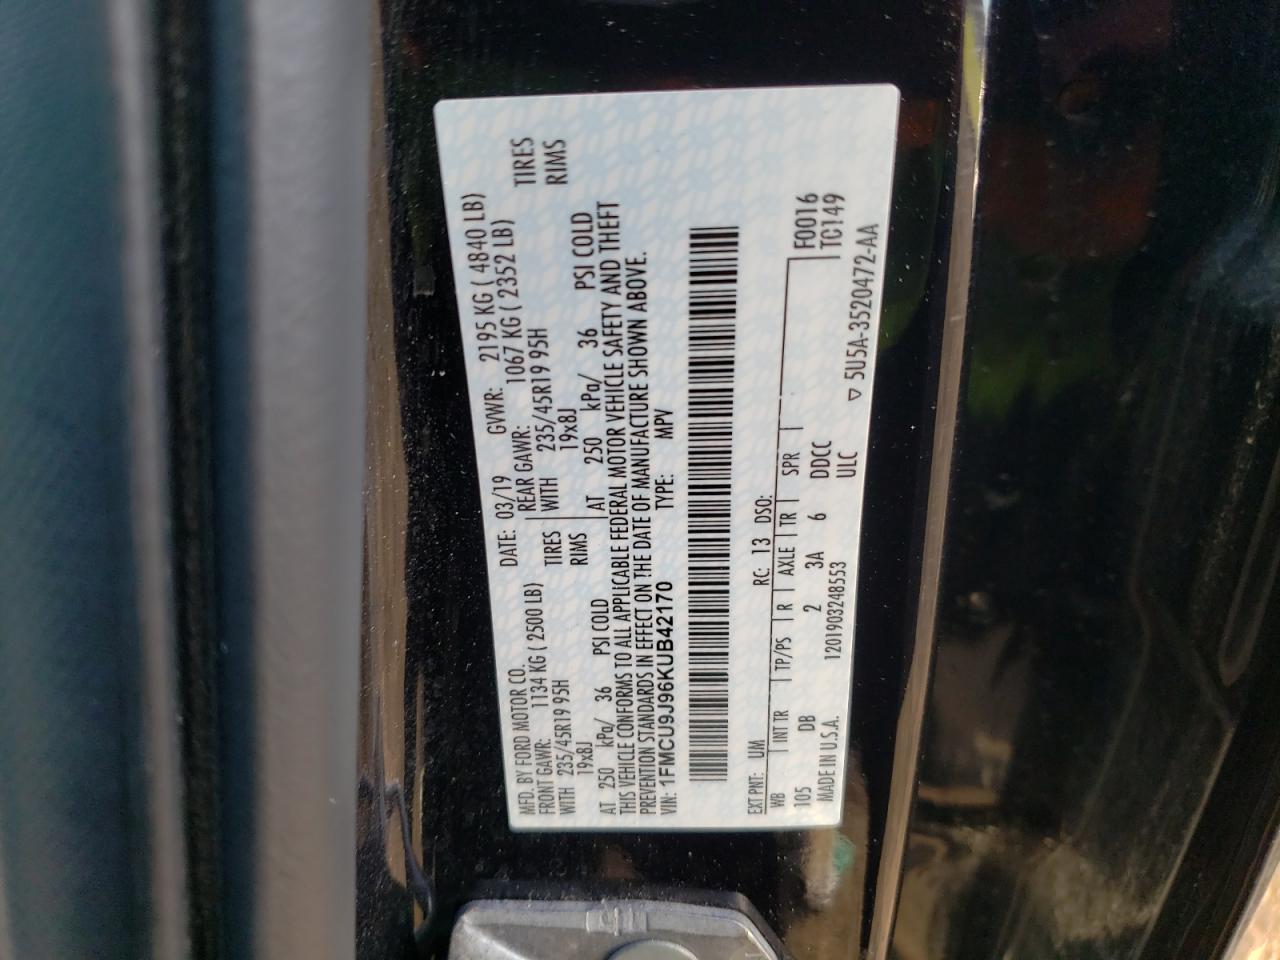 MFD. BY FORD MOTOR CO.
DATE: 03/19 GVWR: 2195 KG ( 4840 LB)
FRONT GAWR: 1134 KG ( 2500 LB) REAR GAWR: 1067 KG ( 2352 LB)
WITH 235/45R19 95H TIRES WITH 235/45R19 95H TIRES
19x8J RIMS 19x8J RIMS
AT 250 kPa/ 36 PSI COLD AT 250 kPa/ 36 PSI COLD
THIS VEHICLE CONFORMS TO ALL APPLICABLE FEDERAL MOTOR VEHICLE SAFETY AND THEFT
PREVENTION STANDARDS IN EFFECT ON THE DATE OF MANUFACTURE SHOWN ABOVE.
VIN: 1FMCU9J96KUB42170 TYPE: MPV
EXT PNT: UM RC: 13 DSO:
WB INT TR TP/PS R AXLE TR SPR F0016
105 DB 2 3A 6 DDCC TC149
MADE IN U.S.A. 1201903248553 ULC
▽ 5U5A-3520472-AA